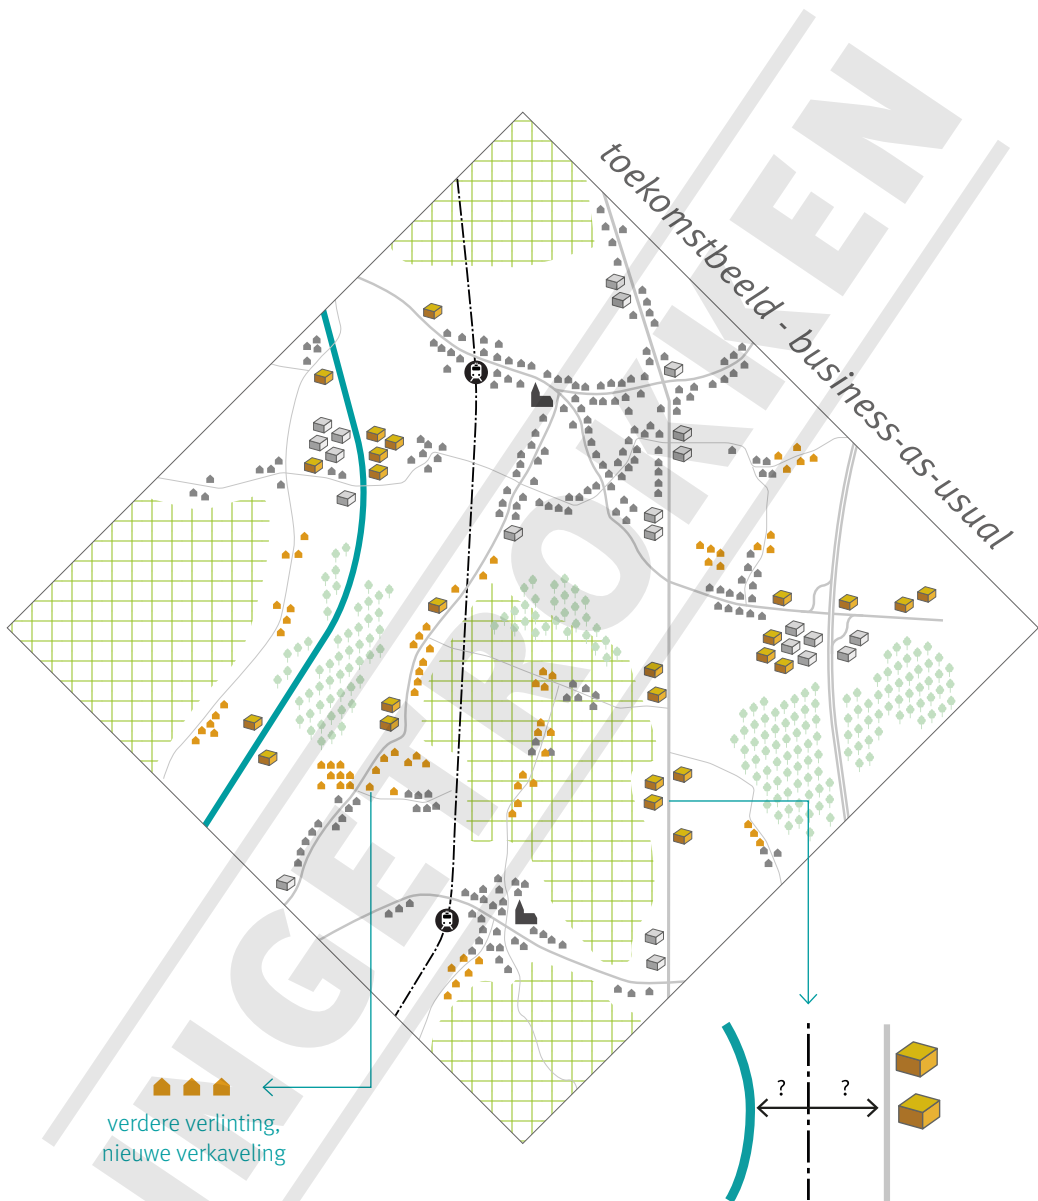 toekomstbeeld - business-as-usual
INGETROKKEN
verdere verlinting,
nieuwe verkaveling
? ?